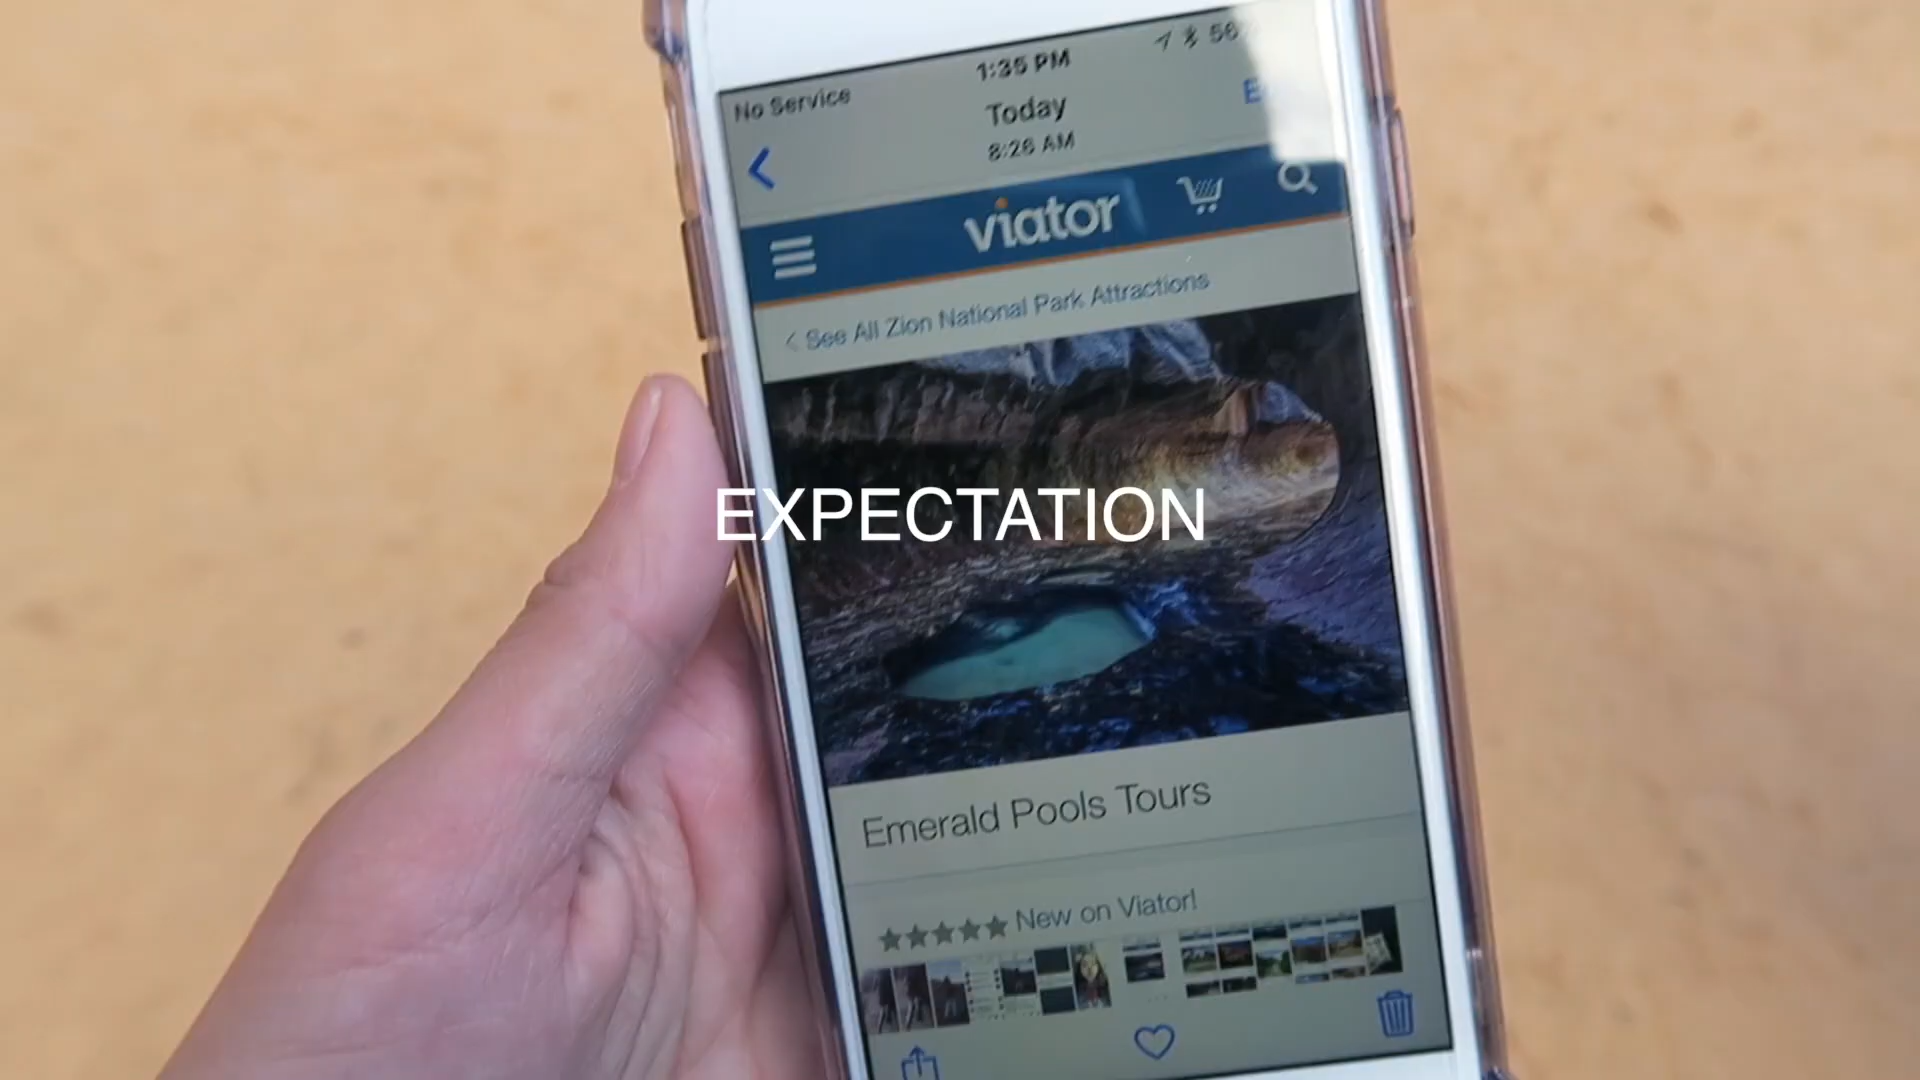 1:35 PM
No Service
Today
8:26 AM
viator
< See All Zion National Park Attractions
EXPECTATION
Emerald Pools Tours
New on Viator!